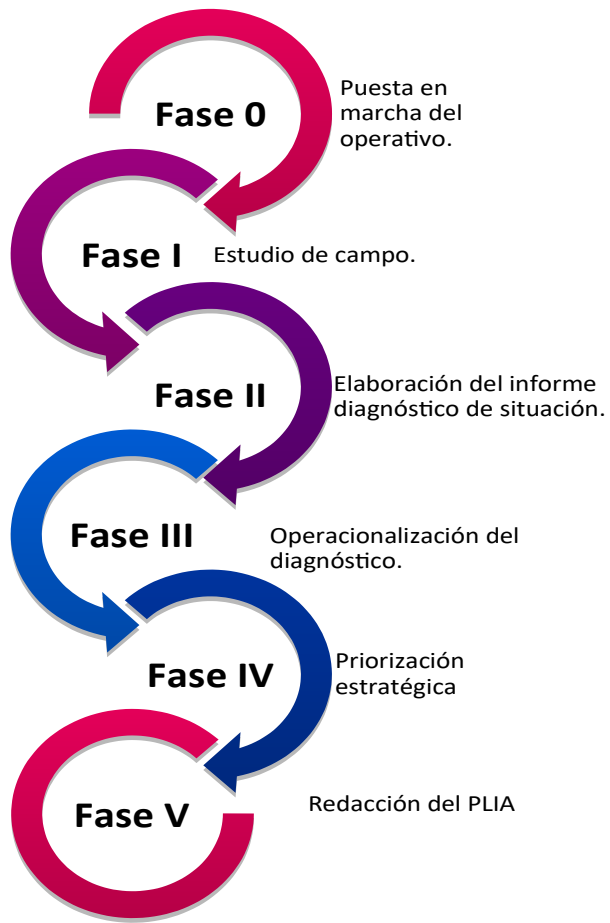 Fase 0
Puesta en
marcha del
operativo.
Fase I
Estudio de campo.
Fase II
Elaboración del informe
diagnóstico de situación.
Fase III
Operacionalización del
diagnóstico.
Fase IV
Priorización
estratégica
Fase V
Redacción del PLIA